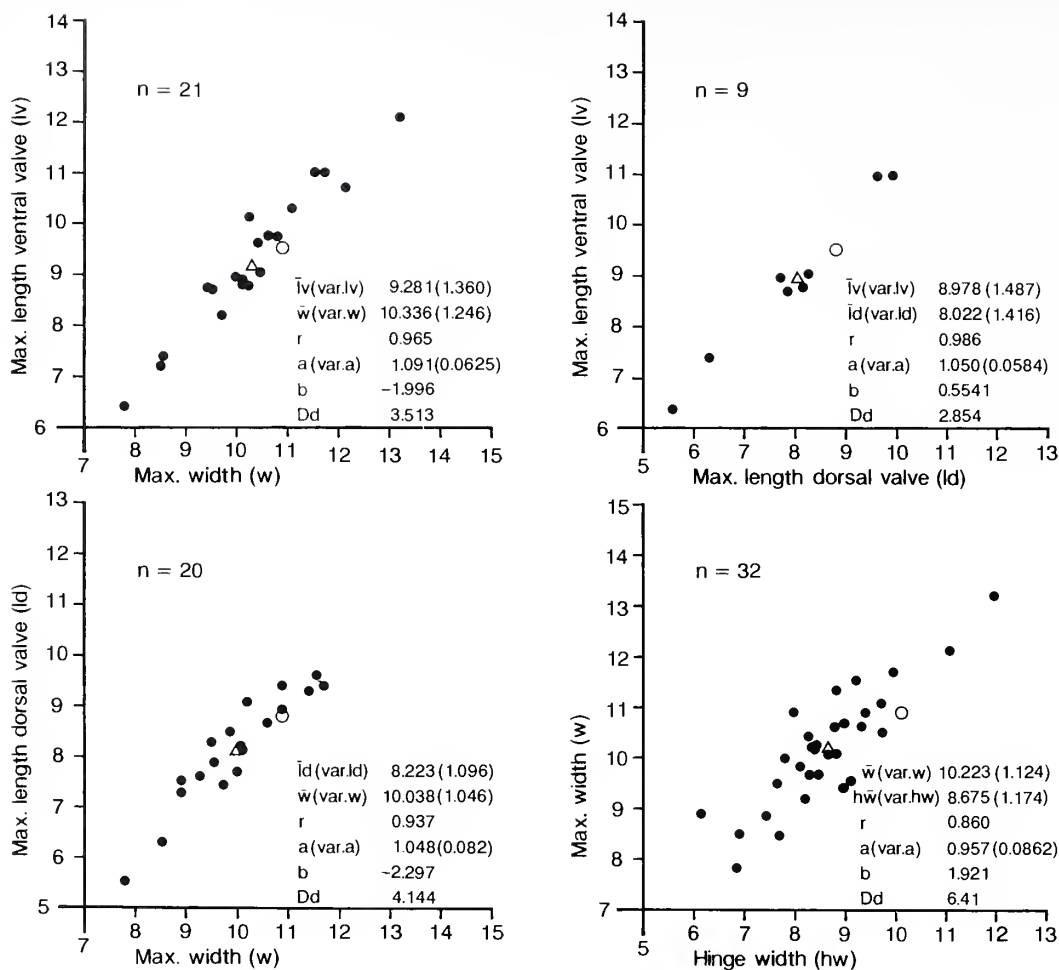 14
13
12
11
10
9
8
7
6
Max. length ventral valve (lv)
n = 21
l̄v(var.lv) 9.281(1.360)
w̄(var.w) 10.336(1.246)
r 0.965
a(var.a) 1.091(0.0625)
b −1.996
Dd 3.513
7 8 9 10 11 12 13 14 15
Max. width (w)
14
13
12
11
10
9
8
7
6
Max. length ventral valve (lv)
n = 9
l̄v(var.lv) 8.978(1.487)
l̄d(var.ld) 8.022(1.416)
r 0.986
a(var.a) 1.050(0.0584)
b 0.5541
Dd 2.854
5 6 7 8 9 10 11 12 13
Max. length dorsal valve (ld)
13
12
11
10
9
8
7
6
5
Max. length dorsal valve (ld)
n = 20
l̄d(var.ld) 8.223(1.096)
w̄(var.w) 10.038(1.046)
r 0.937
a(var.a) 1.048(0.082)
b −2.297
Dd 4.144
7 8 9 10 11 12 13 14 15
Max. width (w)
15
14
13
12
11
10
9
8
7
Max. width (w)
n = 32
w̄(var.w) 10.223(1.124)
hw̄(var.hw) 8.675(1.174)
r 0.860
a(var.a) 0.957(0.0862)
b 1.921
Dd 6.41
5 6 7 8 9 10 11 12 13
Hinge width (hw)